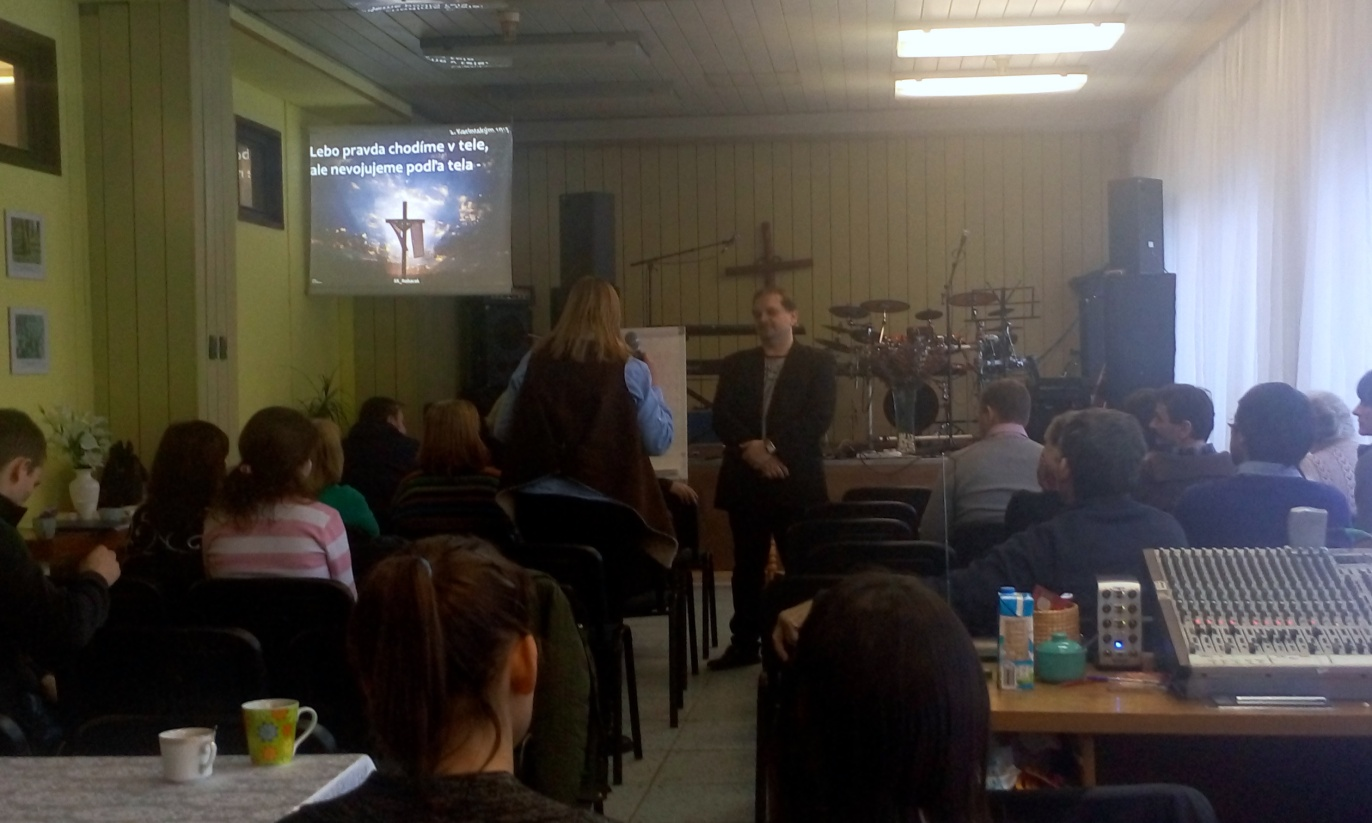 Lebo pravda chodíme v tele,
ale nevojujeme podľa tela -